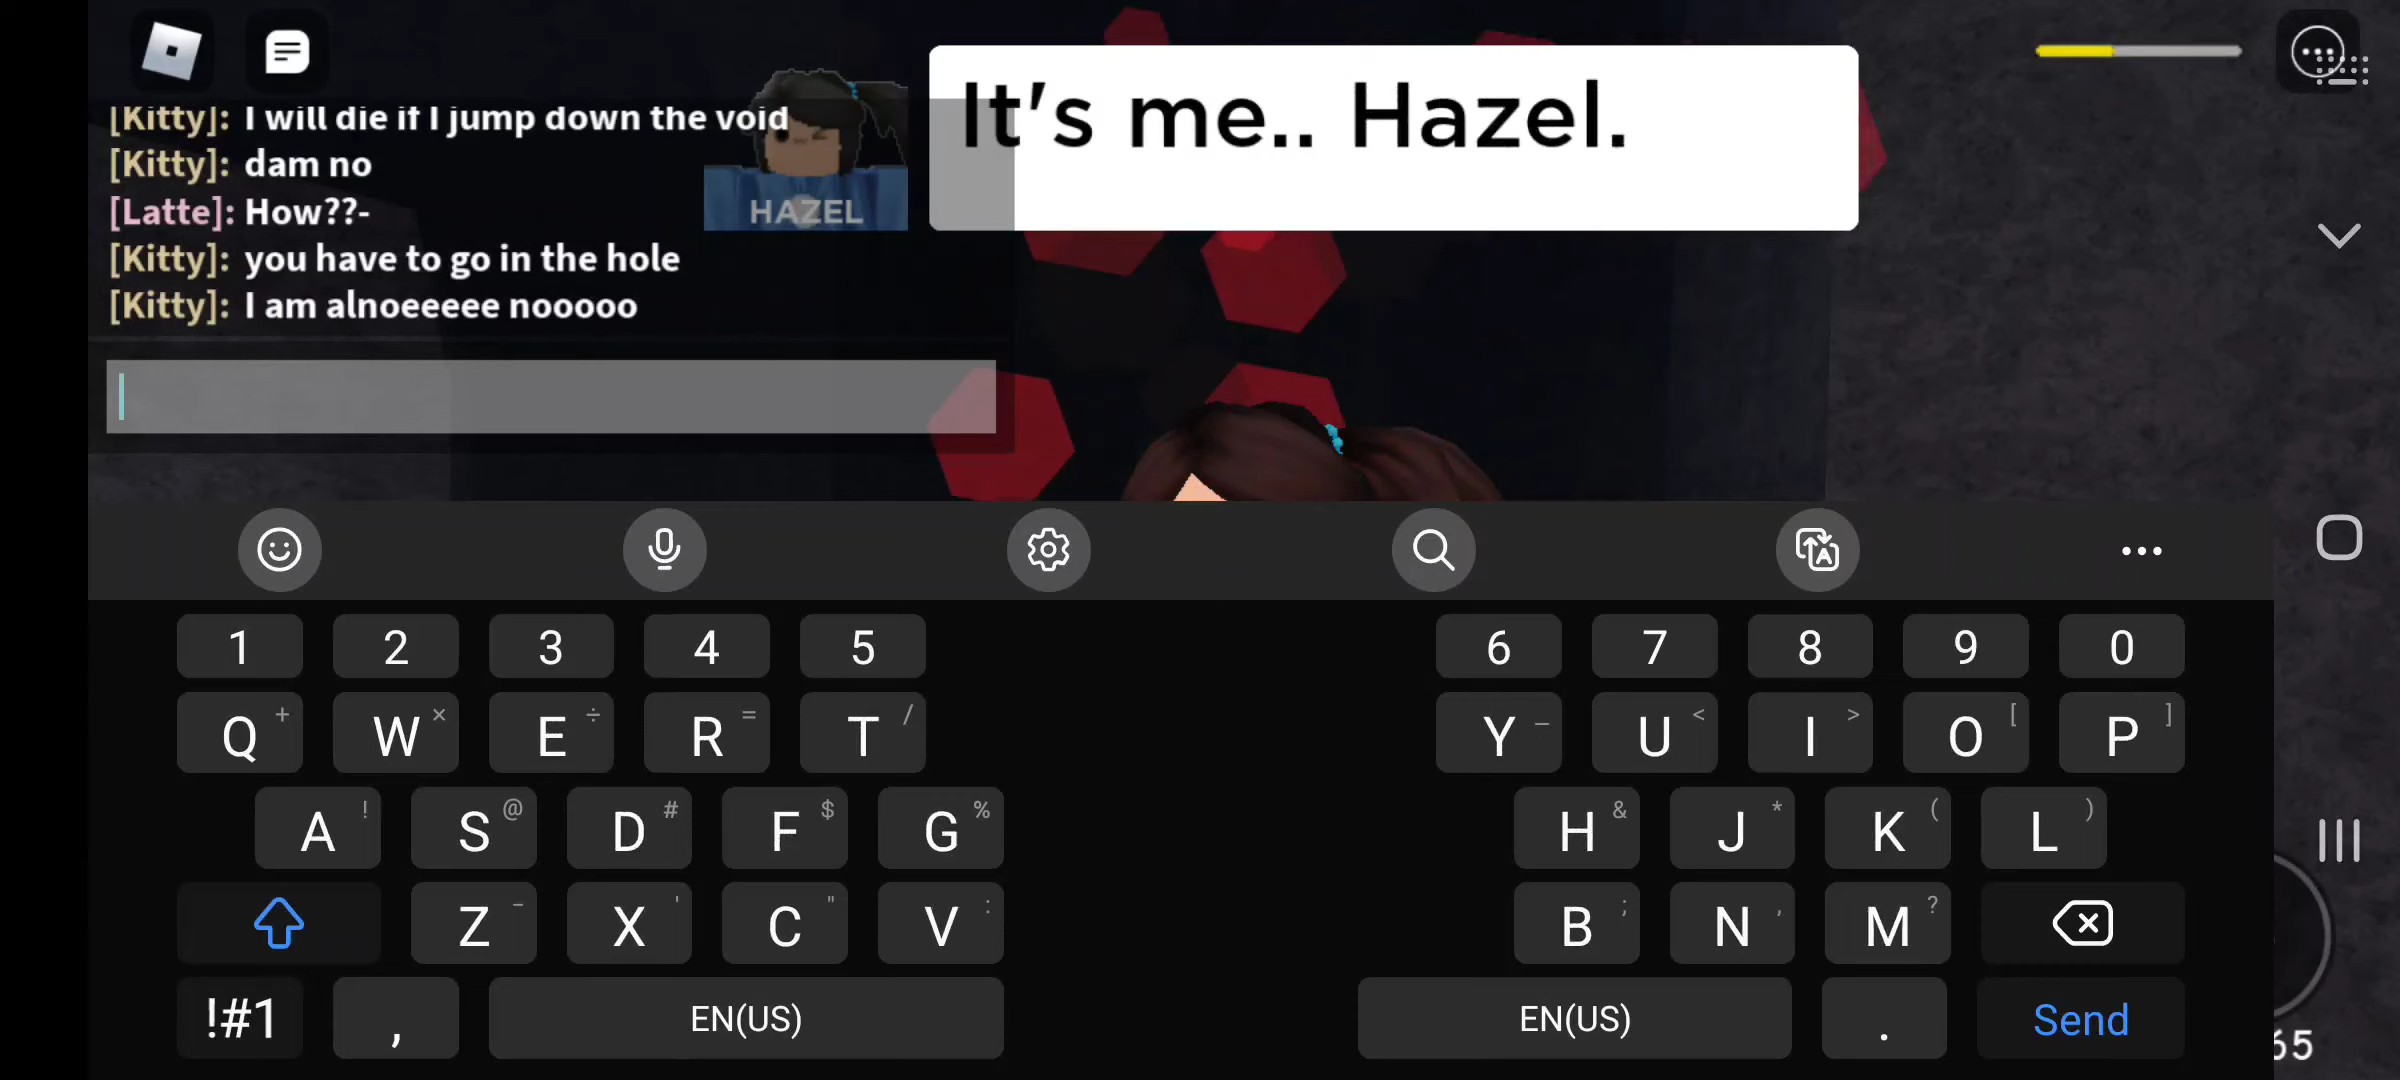 [Kitty]: I will die if I jump down the void
[Kitty]: dam no
[Latte]: How??-
[Kitty]: you have to go in the hole
[Kitty]: I am alnoeeeee nooooo
HAZEL
It's me.. Hazel.
1 2 3 4 5 6 7 8 9 0
Q + W × E ÷ R = T / Y _ U < I > O [ P ]
A ! S @ D # F $ G % H & J * K ( L )
Z - X ' C " V : B ; N , M ?
!#1 , EN(US) EN(US) . Send
65